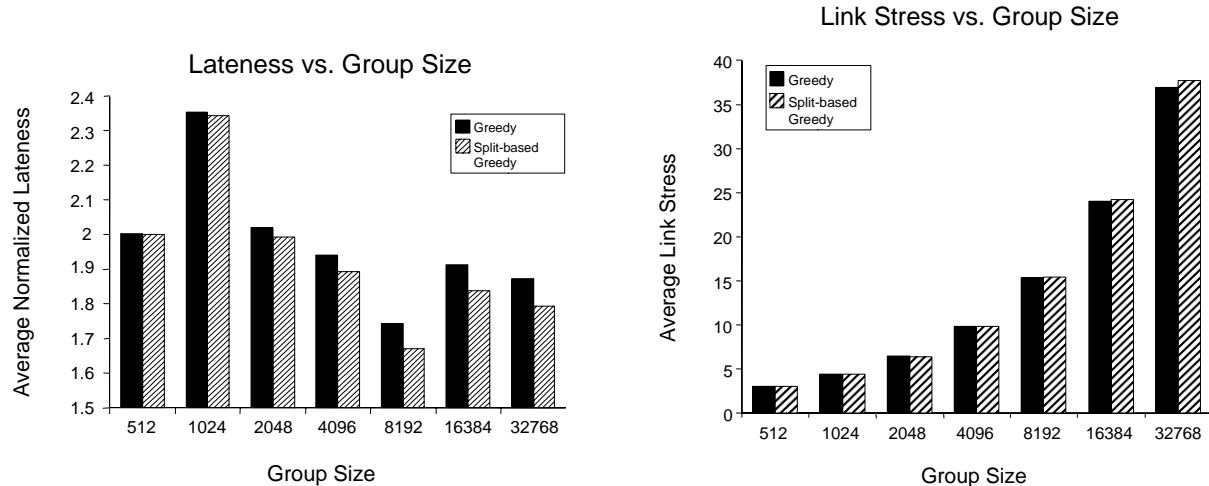 Lateness vs. Group Size
Average Normalized Lateness
2.4
2.3
2.2
2.1
2
1.9
1.8
1.7
1.6
1.5
Greedy
Split-based
Greedy
512 1024 2048 4096 8192 16384 32768
Group Size
Link Stress vs. Group Size
Average Link Stress
40
35
30
25
20
15
10
5
0
Greedy
Split-based
Greedy
512 1024 2048 4096 8192 16384 32768
Group Size